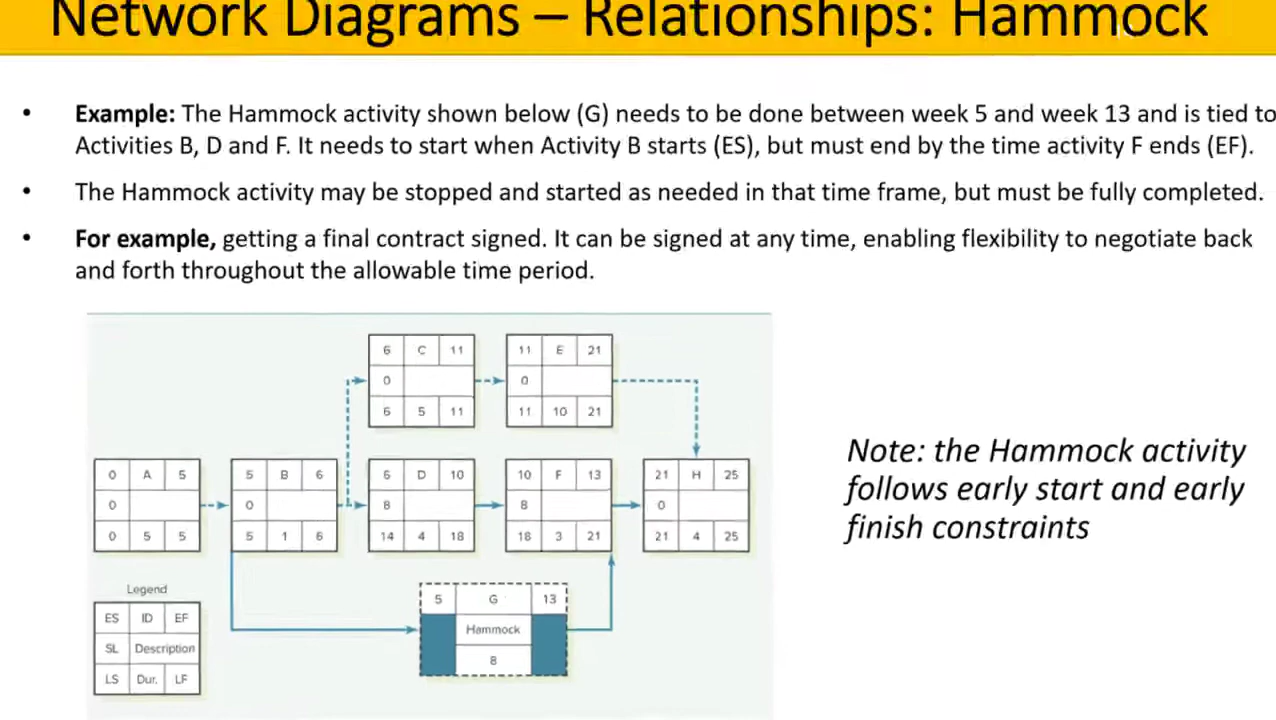 Network Diagrams – Relationships: Hammock
• Example: The Hammock activity shown below (G) needs to be done between week 5 and week 13 and is tied to
Activities B, D and F. It needs to start when Activity B starts (ES), but must end by the time activity F ends (EF).
• The Hammock activity may be stopped and started as needed in that time frame, but must be fully completed.
• For example, getting a final contract signed. It can be signed at any time, enabling flexibility to negotiate back
and forth throughout the allowable time period.
6 C 11
0
6 5 11
11 E 21
0
11 10 21
0 A 5
0
0 5 5
5 B 6
0
5 1 6
6 D 10
8
14 4 18
10 F 13
8
18 3 21
21 H 25
0
21 4 25
Note: the Hammock activity
follows early start and early
finish constraints
Legend
ES ID EF
SL Description
LS Dur. LF
5 G 13
Hammock
8